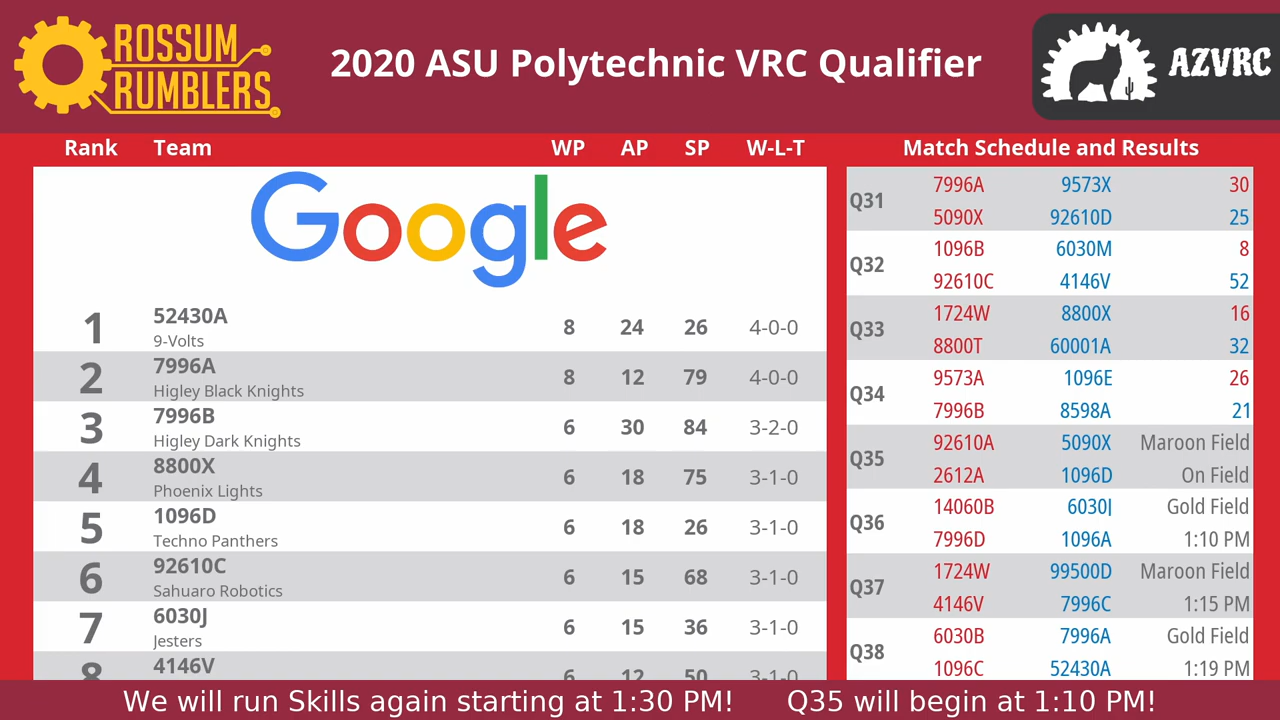 ROSSUM
RUMBLERS
2020 ASU Polytechnic VRC Qualifier
AZVRC
Rank Team WP AP SP W-L-T
Google
1 52430A 8 24 26 4-0-0
9-Volts
2 7996A 8 12 79 4-0-0
Higley Black Knights
3 7996B 6 30 84 3-2-0
Higley Dark Knights
4 8800X 6 18 75 3-1-0
Phoenix Lights
5 1096D 6 18 26 3-1-0
Techno Panthers
6 92610C 6 15 68 3-1-0
Sahuaro Robotics
7 6030J 6 15 36 3-1-0
Jesters
8 4146V 6 12 50 3-1-0
Match Schedule and Results
Q31 7996A 9573X 30
5090X 92610D 25
Q32 1096B 6030M 8
92610C 4146V 52
Q33 1724W 8800X 16
8800T 60001A 32
Q34 9573A 1096E 26
7996B 8598A 21
Q35 92610A 5090X Maroon Field
2612A 1096D On Field
Q36 14060B 6030J Gold Field
7996D 1096A 1:10 PM
Q37 1724W 99500D Maroon Field
4146V 7996C 1:15 PM
Q38 6030B 7996A Gold Field
1096C 52430A 1:19 PM
We will run Skills again starting at 1:30 PM! Q35 will begin at 1:10 PM!